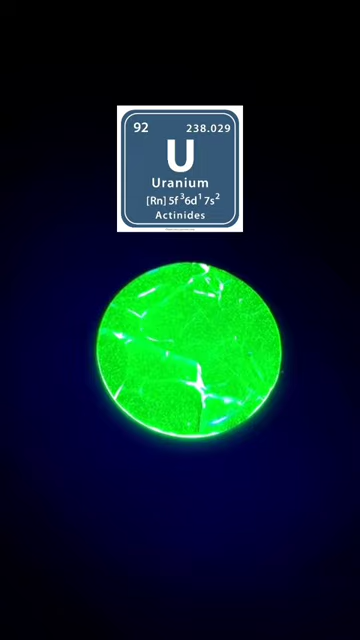 92 238.029
U
Uranium
[Rn] 5f³6d¹7s²
Actinides